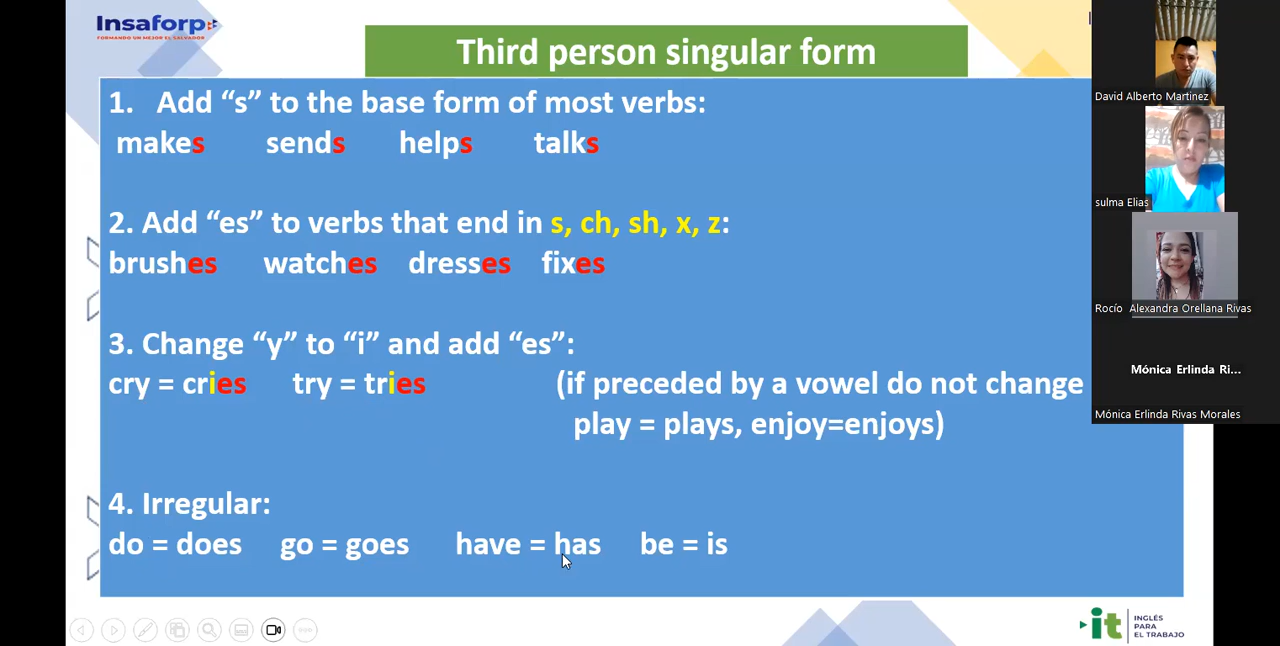 Insaforp
FORMANDO UN MEJOR EL SALVADOR
Third person singular form
1. Add “s” to the base form of most verbs:
makes sends helps talks
2. Add “es” to verbs that end in s, ch, sh, x, z:
brushes watches dresses fixes
3. Change “y” to “i” and add “es”:
cry = cries try = tries (if preceded by a vowel do not change
play = plays, enjoy=enjoys)
4. Irregular:
do = does go = goes have = has be = is
David Alberto Martinez
sulma Elias
Rocío Alexandra Orellana Rivas
Mónica Erlinda Ri...
Mónica Erlinda Rivas Morales
it
INGLÉS
PARA
EL TRABAJO